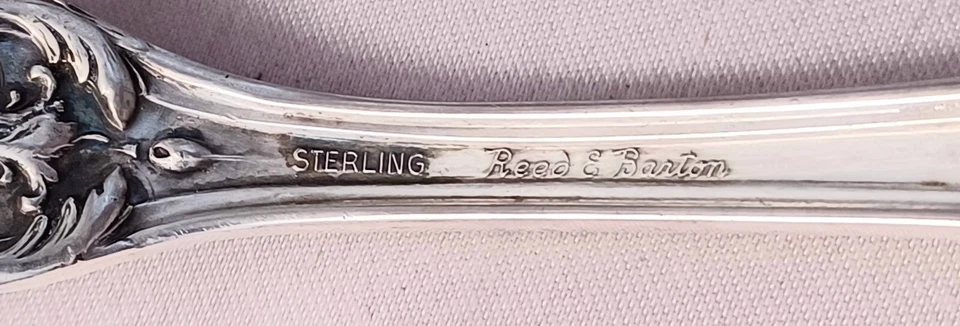 STERLING Reed & Barton